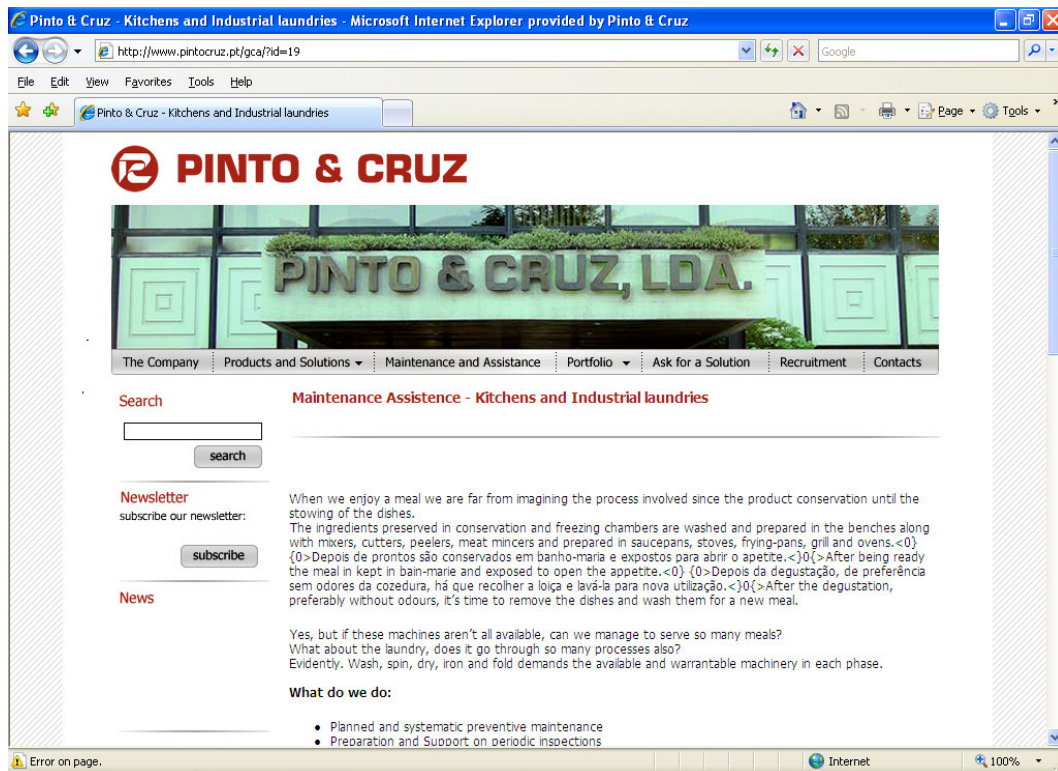 Pinto & Cruz - Kitchens and Industrial laundries - Microsoft Internet Explorer provided by Pinto & Cruz
http://www.pintocruz.pt/gca/?id=19
Google
File Edit View Favorites Tools Help
Pinto & Cruz - Kitchens and Industrial laundries
Page Tools »
PINTO & CRUZ
PINTO & CRUZ, LDA.
The Company Products and Solutions Maintenance and Assistance Portfolio Ask for a Solution Recruitment Contacts
Search
Maintenance Assistence - Kitchens and Industrial laundries
search
Newsletter
subscribe our newsletter:
subscribe
News
When we enjoy a meal we are far from imagining the process involved since the product conservation until the
stowing of the dishes.
The ingredients preserved in conservation and freezing chambers are washed and prepared in the benches along
with mixers, cutters, peelers, meat mincers and prepared in saucepans, stoves, frying-pans, grill and ovens.<0}
{0>Depois de prontos são conservados em banho-maria e expostos para abrir o apetite.<}0{>After being ready
the meal in kept in bain-marie and exposed to open the appetite.<0} {0>Depois da degustação, de preferência
sem odores da cozedura, há que recolher a loiça e lavá-la para nova utilização.<}0{>After the degustation,
preferably without odours, it's time to remove the dishes and wash them for a new meal.
Yes, but if these machines aren't all available, can we manage to serve so many meals?
What about the laundry, does it go through so many processes also?
Evidently. Wash, spin, dry, iron and fold demands the available and warrantable machinery in each phase.
What do we do:
• Planned and systematic preventive maintenance
• Preparation and Support on periodic inspections
Error on page.
Internet
100%